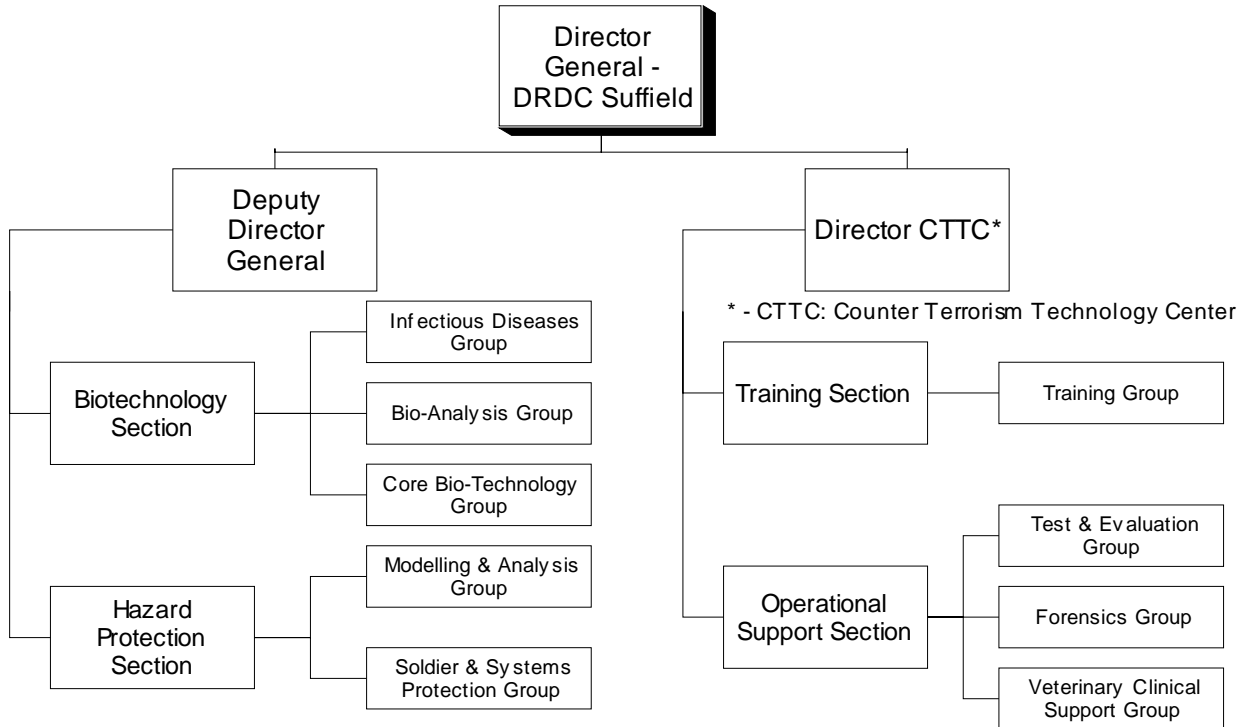 Director
General -
DRDC Suffield
Deputy
Director
General
Director CTTC*
* - CTTC: Counter Terrorism Technology Center
Biotechnology
Section
Infectious Diseases
Group
Bio-Analysis Group
Core Bio-Technology
Group
Hazard
Protection
Section
Modelling & Analysis
Group
Soldier & Systems
Protection Group
Training Section
Training Group
Operational
Support Section
Test & Evaluation
Group
Forensics Group
Veterinary Clinical
Support Group